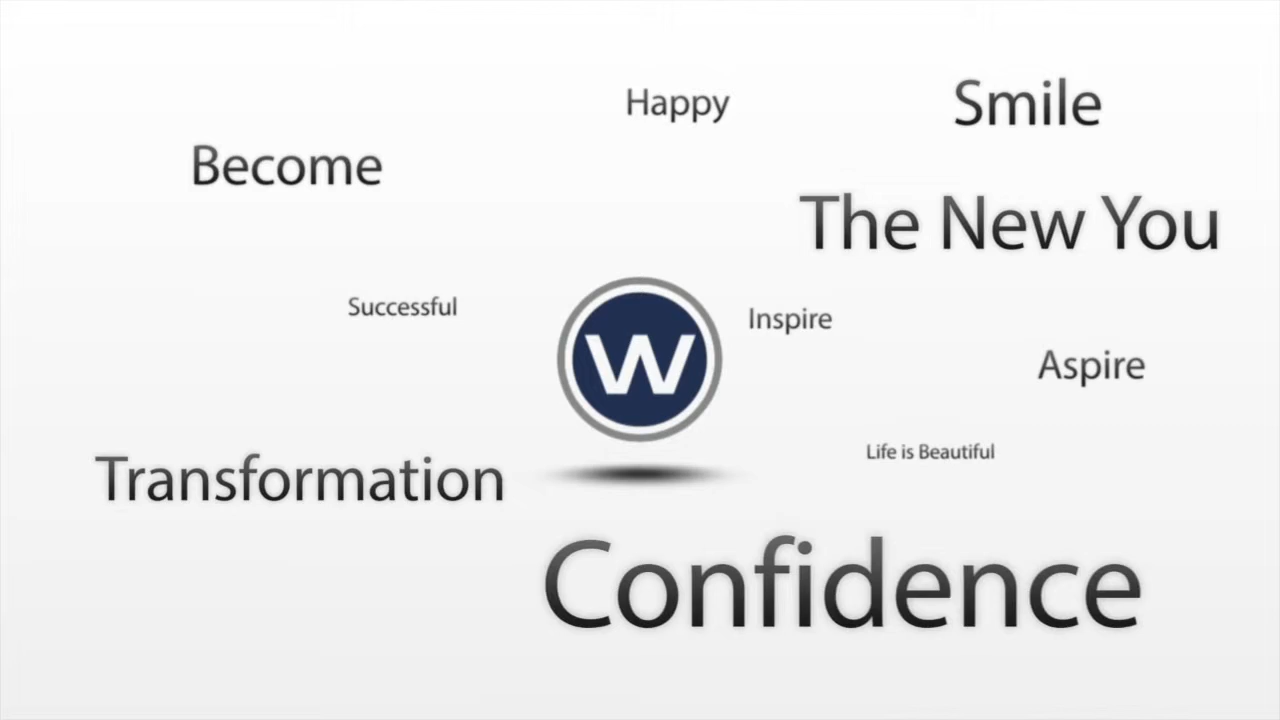 Happy
Smile
Become
The New You
Successful
W
Inspire
Aspire
Life is Beautiful
Transformation
Confidence